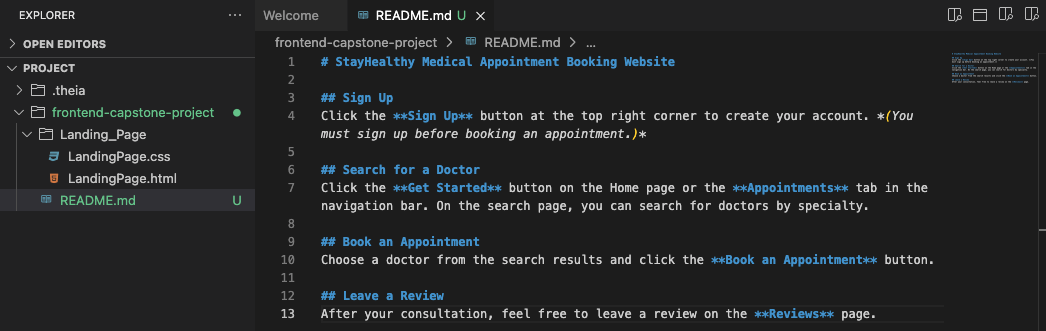 EXPLORER
...
Welcome
README.md U
OPEN EDITORS
frontend-capstone-project > README.md > ...
PROJECT
.theia
frontend-capstone-project
Landing_Page
LandingPage.css
LandingPage.html
README.md U
1 # StayHealthy Medical Appointment Booking Website
2
3 ## Sign Up
4 Click the **Sign Up** button at the top right corner to create your account. *(You
must sign up before booking an appointment.)*
5
6 ## Search for a Doctor
7 Click the **Get Started** button on the Home page or the **Appointments** tab in the
navigation bar. On the search page, you can search for doctors by specialty.
8
9 ## Book an Appointment
10 Choose a doctor from the search results and click the **Book an Appointment** button.
11
12 ## Leave a Review
13 After your consultation, feel free to leave a review on the **Reviews** page.